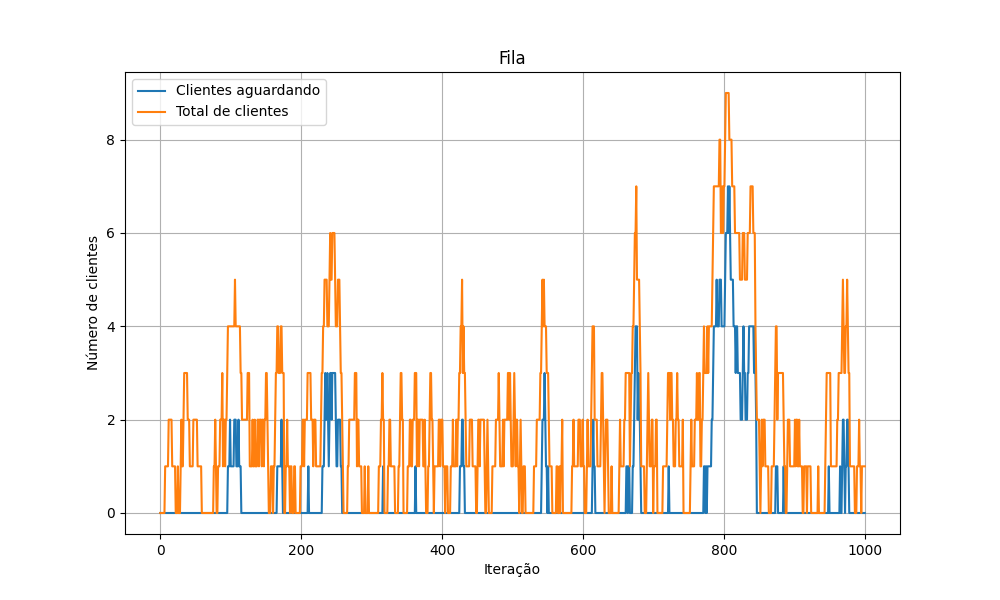 Fila
Clientes aguardando
Total de clientes
Número de clientes
8
6
4
2
0
0 200 400 600 800 1000
Iteração